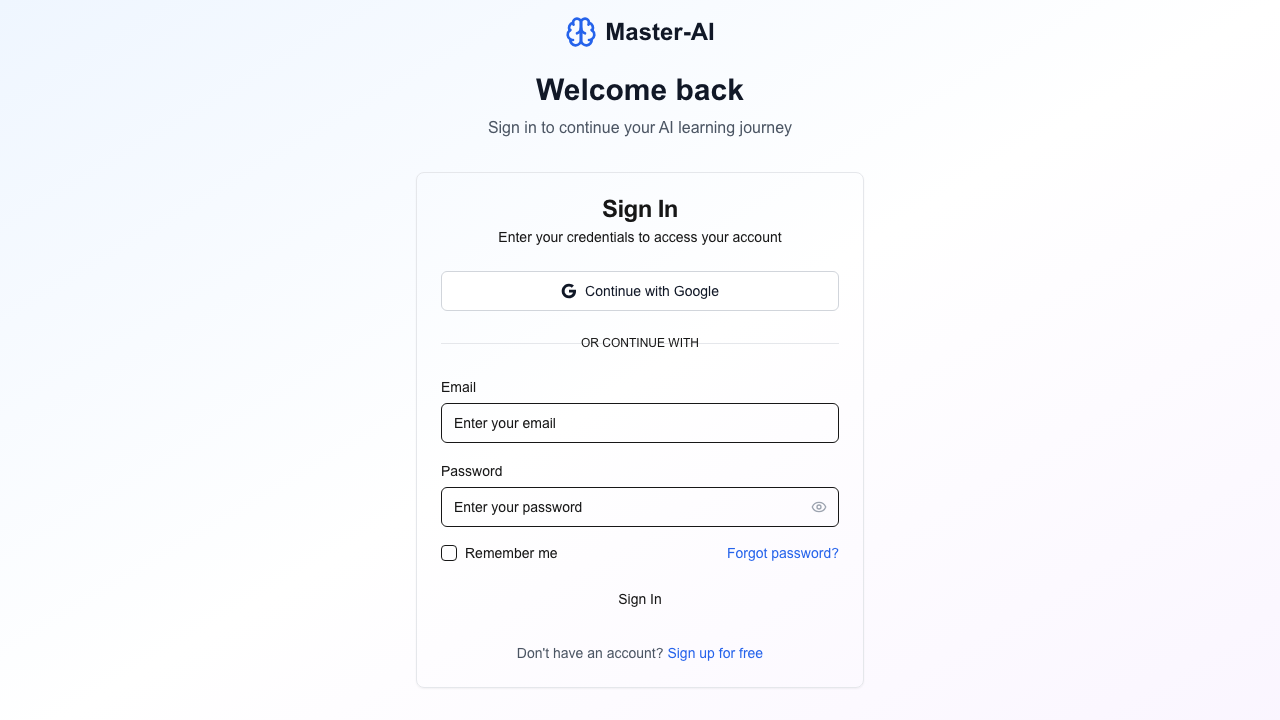 Master-AI
Welcome back
Sign in to continue your AI learning journey
Sign In
Enter your credentials to access your account
Continue with Google
OR CONTINUE WITH
Email
Enter your email
Password
Enter your password
Remember me
Forgot password?
Sign In
Don't have an account? Sign up for free